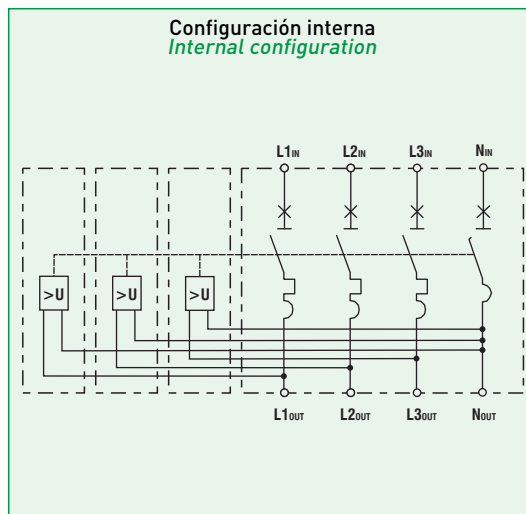 Configuración interna
Internal configuration
L1IN L2IN L3IN NIN
>U >U >U
L1OUT L2OUT L3OUT NOUT